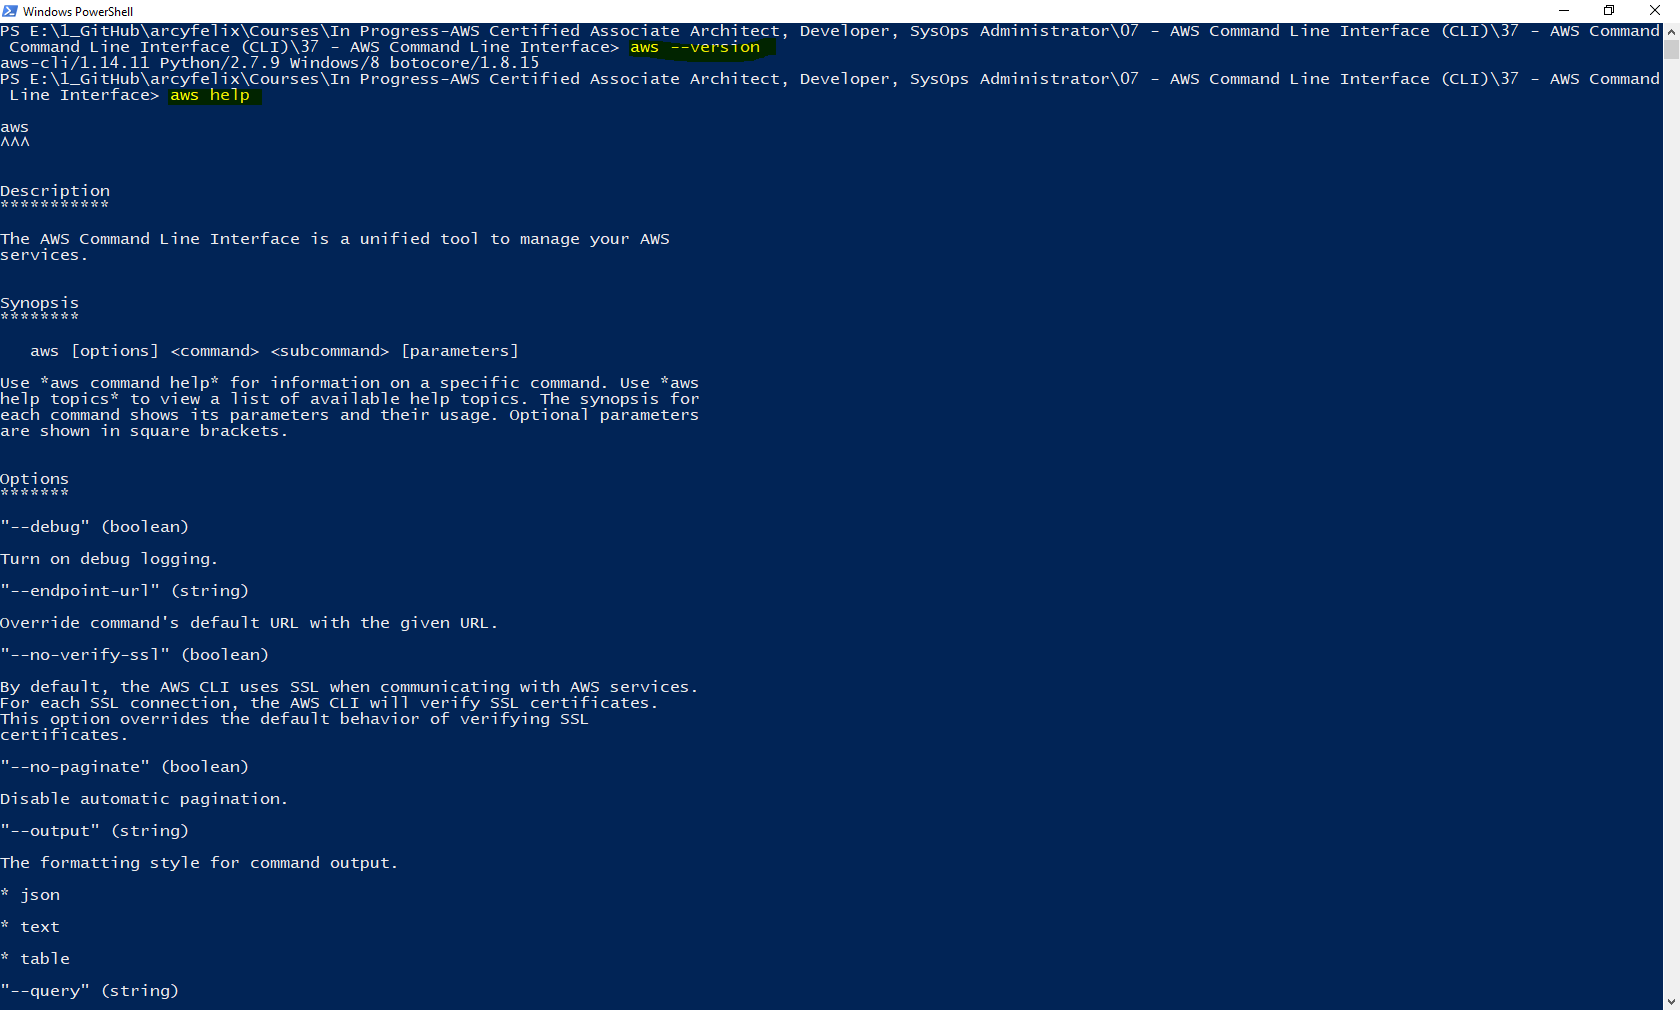 Windows PowerShell
PS E:\1_GitHub\arcyfelix\Courses\In Progress-AWS Certified Associate Architect, Developer, SysOps Administrator\07 - AWS Command Line Interface (CLI)\37 - AWS Command
 Command Line Interface (CLI)\37 - AWS Command Line Interface> aws --version
aws-cli/1.14.11 Python/2.7.9 Windows/8 botocore/1.8.15
PS E:\1_GitHub\arcyfelix\Courses\In Progress-AWS Certified Associate Architect, Developer, SysOps Administrator\07 - AWS Command Line Interface (CLI)\37 - AWS Command
 Line Interface> aws help
aws
^^^
Description
***********
The AWS Command Line Interface is a unified tool to manage your AWS
services.
Synopsis
********
   aws [options] <command> <subcommand> [parameters]
Use *aws command help* for information on a specific command. Use *aws
help topics* to view a list of available help topics. The synopsis for
each command shows its parameters and their usage. Optional parameters
are shown in square brackets.
Options
*******
"--debug" (boolean)
Turn on debug logging.
"--endpoint-url" (string)
Override command's default URL with the given URL.
"--no-verify-ssl" (boolean)
By default, the AWS CLI uses SSL when communicating with AWS services.
For each SSL connection, the AWS CLI will verify SSL certificates.
This option overrides the default behavior of verifying SSL
certificates.
"--no-paginate" (boolean)
Disable automatic pagination.
"--output" (string)
The formatting style for command output.
* json
* text
* table
"--query" (string)